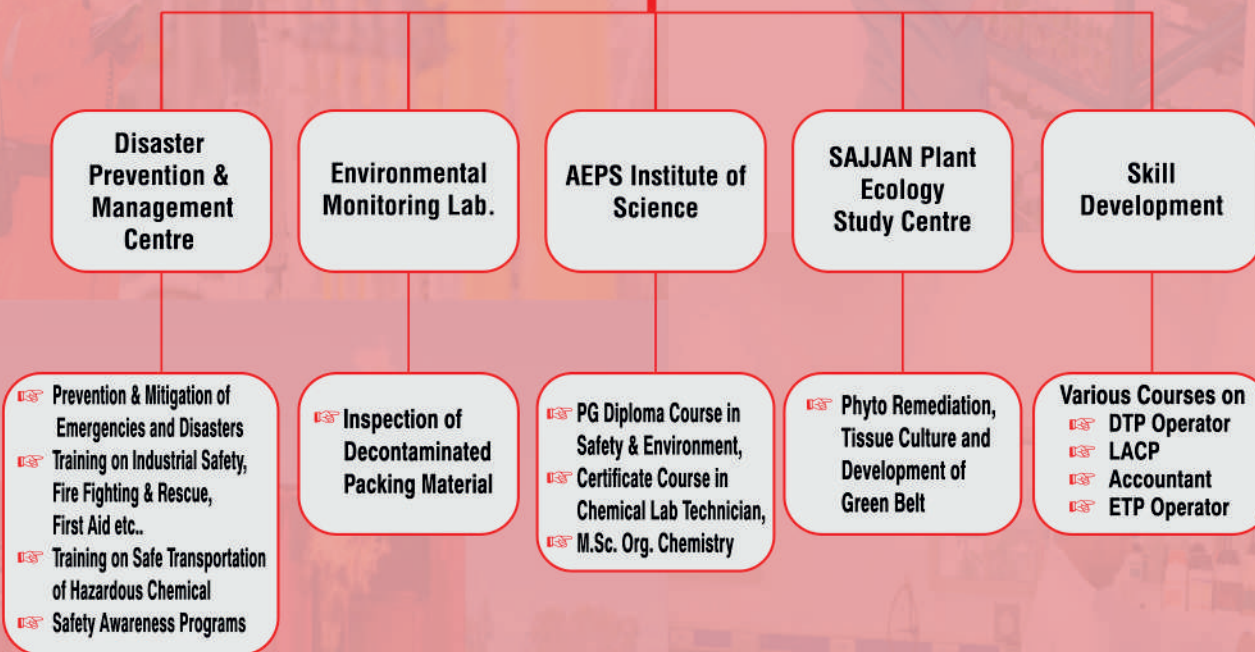 Disaster
Prevention &
Management
Centre
Environmental
Monitoring Lab.
AEPS Institute of
Science
SAJJAN Plant
Ecology
Study Centre
Skill
Development
Prevention & Mitigation of
Emergencies and Disasters
Training on Industrial Safety,
Fire Fighting & Rescue,
First Aid etc..
Training on Safe Transportation
of Hazardous Chemical
Safety Awareness Programs
Inspection of
Decontaminated
Packing Material
PG Diploma Course in
Safety & Environment,
Certificate Course in
Chemical Lab Technician,
M.Sc. Org. Chemistry
Phyto Remediation,
Tissue Culture and
Development of
Green Belt
Various Courses on
DTP Operator
LACP
Accountant
ETP Operator